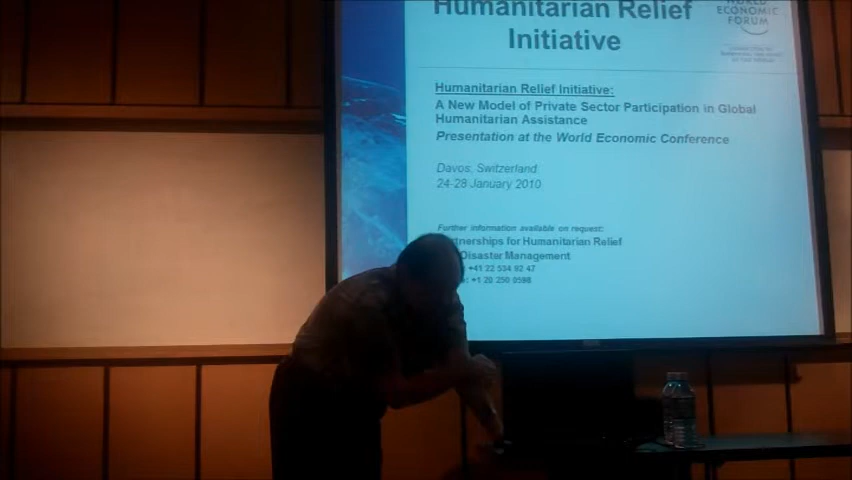 Humanitarian Relief
Initiative
WORLD
ECONOMIC
FORUM
Humanitarian Relief Initiative:
A New Model of Private Sector Participation in Global
Humanitarian Assistance
Presentation at the World Economic Conference
Davos, Switzerland
24-28 January 2010
Further information available on request:
Partnerships for Humanitarian Relief
Disaster Management
+41 22 534 92 47
+1 20 250 0598